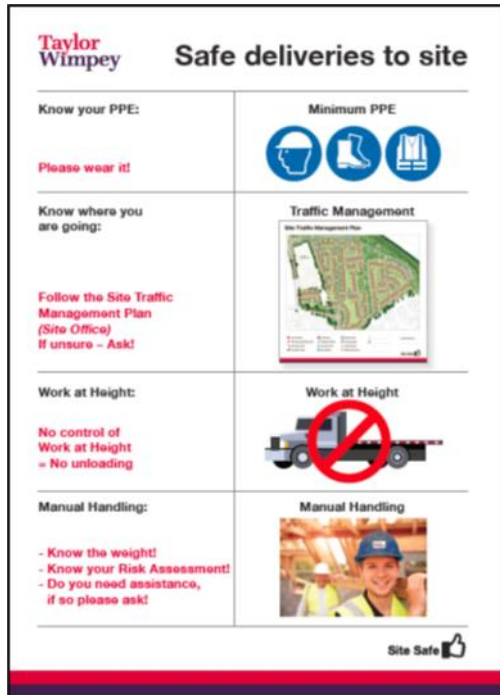 Taylor
Wimpey
Safe deliveries to site
Know your PPE:
Minimum PPE
Please wear it!
Know where you
are going:
Traffic Management
Site Traffic Management Plan
Follow the Site Traffic
Management Plan
(Site Office)
If unsure – Ask!
Work at Height:
Work at Height
No control of
Work at Height
= No unloading
Manual Handling:
Manual Handling
- Know the weight!
- Know your Risk Assessment!
- Do you need assistance,
if so please ask!
Site Safe